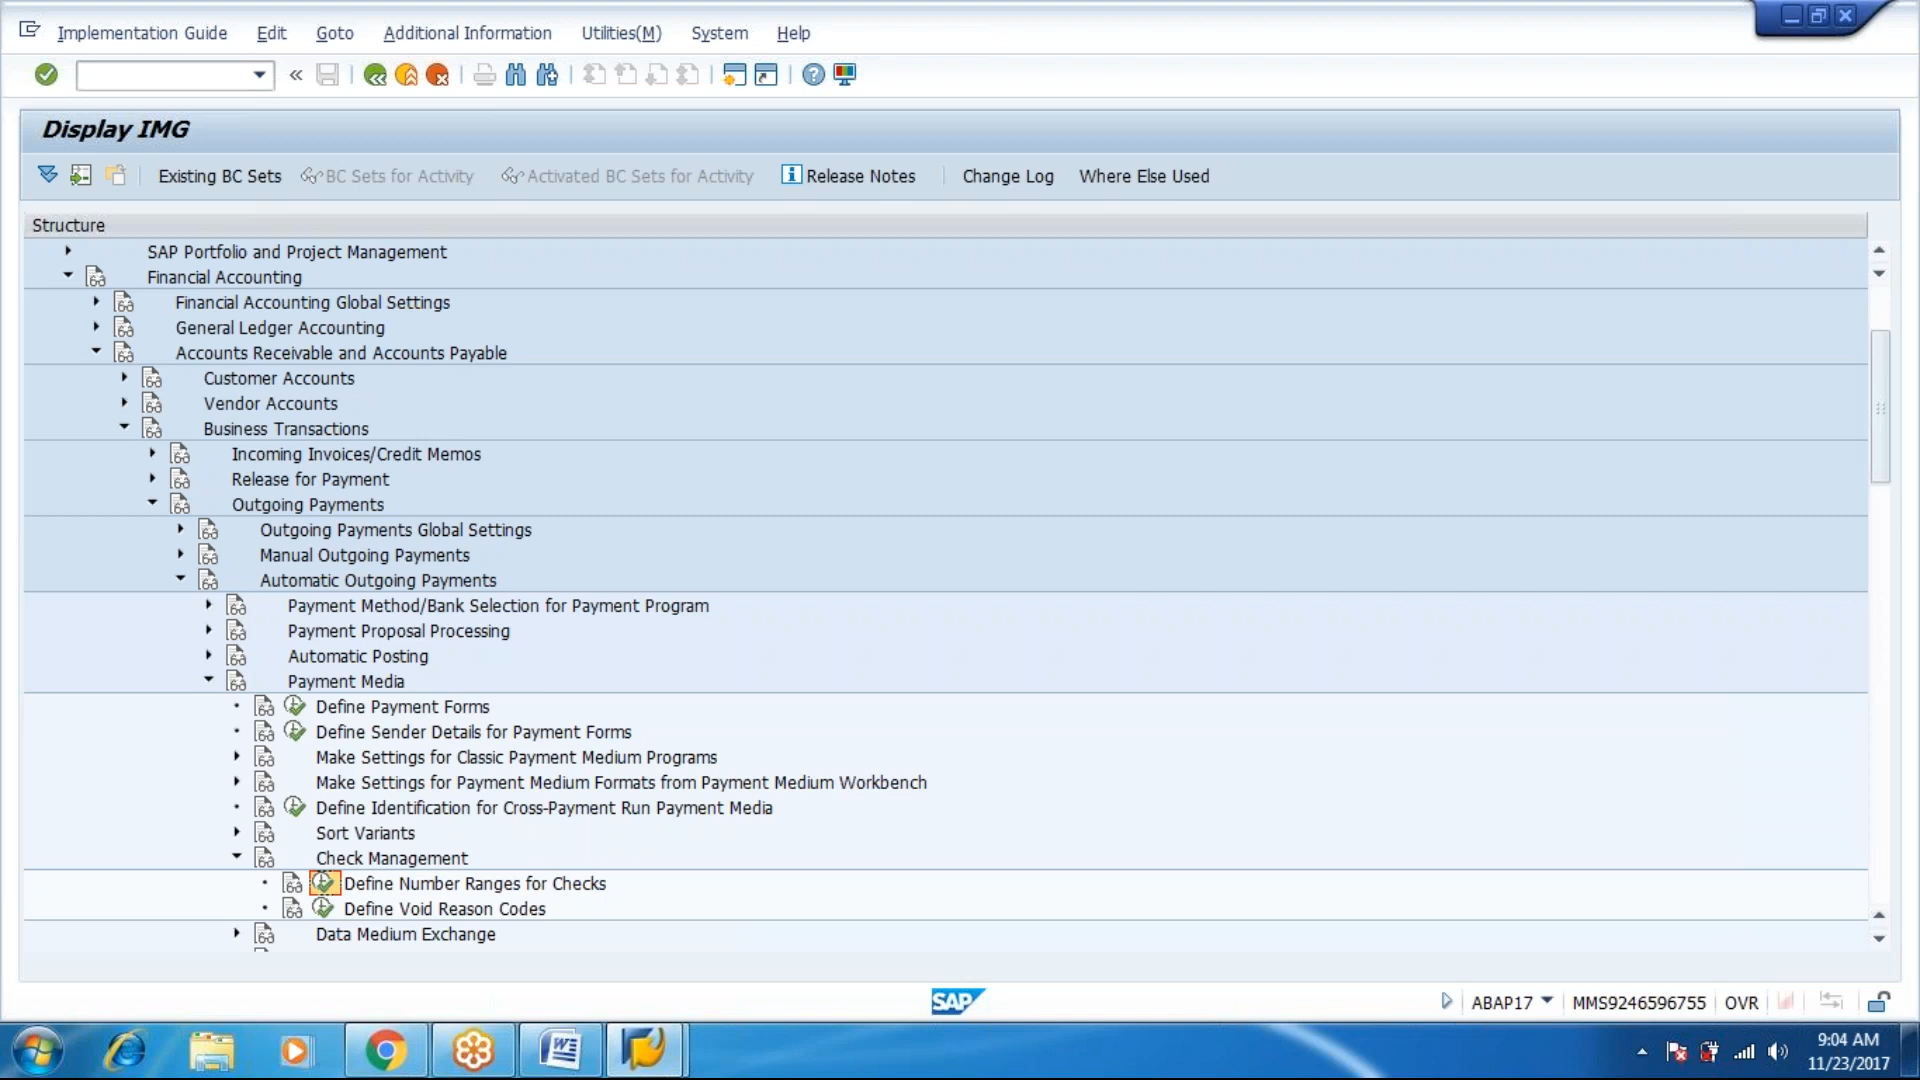 Implementation Guide Edit Goto Additional Information Utilities(M) System Help
Display IMG
Existing BC Sets BC Sets for Activity Activated BC Sets for Activity Release Notes Change Log Where Else Used
Structure
SAP Portfolio and Project Management
Financial Accounting
Financial Accounting Global Settings
General Ledger Accounting
Accounts Receivable and Accounts Payable
Customer Accounts
Vendor Accounts
Business Transactions
Incoming Invoices/Credit Memos
Release for Payment
Outgoing Payments
Outgoing Payments Global Settings
Manual Outgoing Payments
Automatic Outgoing Payments
Payment Method/Bank Selection for Payment Program
Payment Proposal Processing
Automatic Posting
Payment Media
Define Payment Forms
Define Sender Details for Payment Forms
Make Settings for Classic Payment Medium Programs
Make Settings for Payment Medium Formats from Payment Medium Workbench
Define Identification for Cross-Payment Run Payment Media
Sort Variants
Check Management
Define Number Ranges for Checks
Define Void Reason Codes
Data Medium Exchange
SAP ABAP17 MMS9246596755 OVR
9:04 AM
11/23/2017